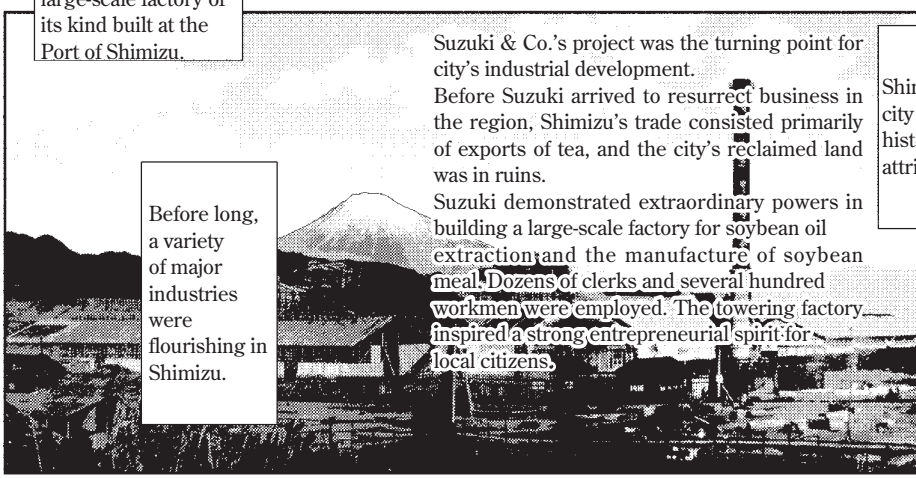 large-scale factory of
its kind built at the
Port of Shimizu.
Suzuki & Co.'s project was the turning point for
city's industrial development.
Before Suzuki arrived to resurrect business in
the region, Shimizu's trade consisted primarily
of exports of tea, and the city's reclaimed land
was in ruins.
Suzuki demonstrated extraordinary powers in
building a large-scale factory for soybean oil
extraction and the manufacture of soybean
meal. Dozens of clerks and several hundred
workmen were employed. The towering factory
inspired a strong entrepreneurial spirit for
local citizens.
city
Before long,
a variety
of major
industries
were
flourishing in
Shimizu.